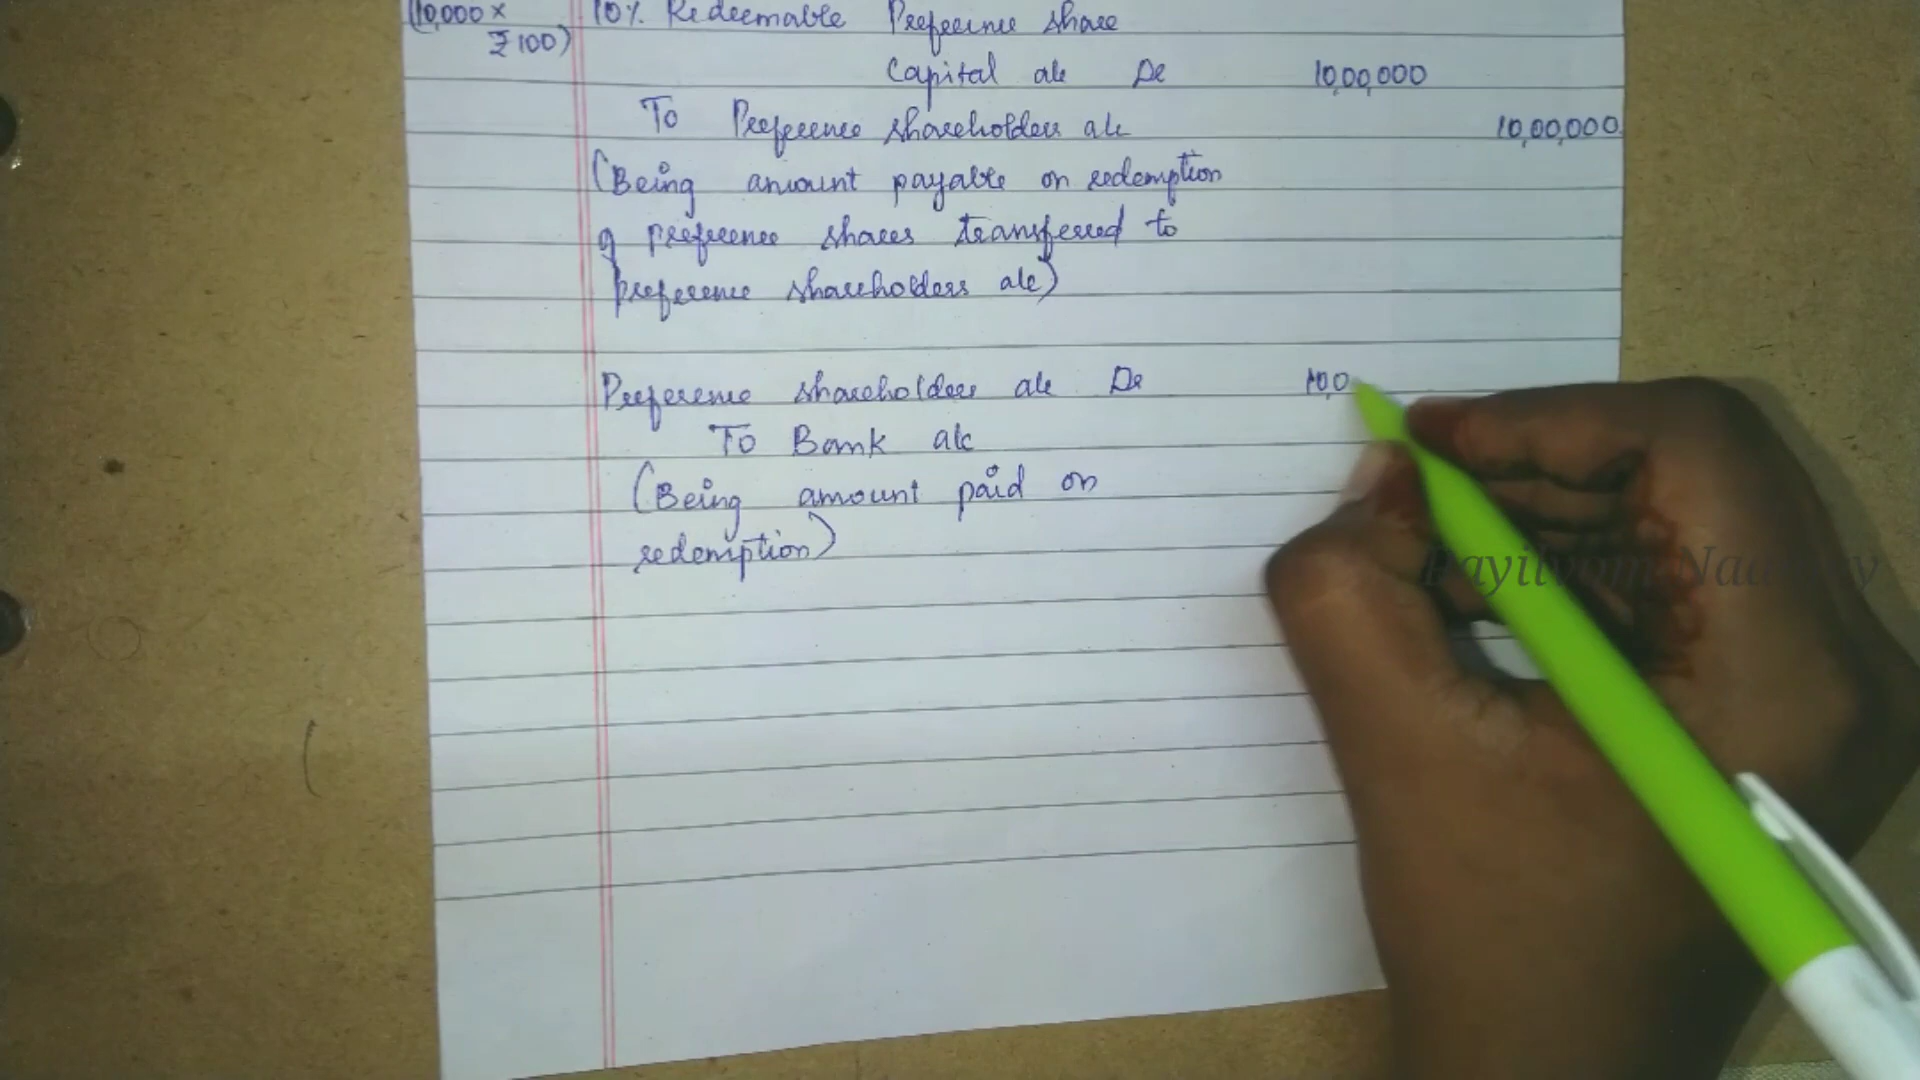 (10,000 × 10% Redeemable Preference share
₹100)
Capital a/c Dr 10,00,000
To Preference shareholders a/c 10,00,000
(Being amount payable on redemption
of preference shares transferred to
preference shareholders a/c)
Preference shareholders a/c Dr 10,0
To Bank a/c
(Being amount paid on
redemption)